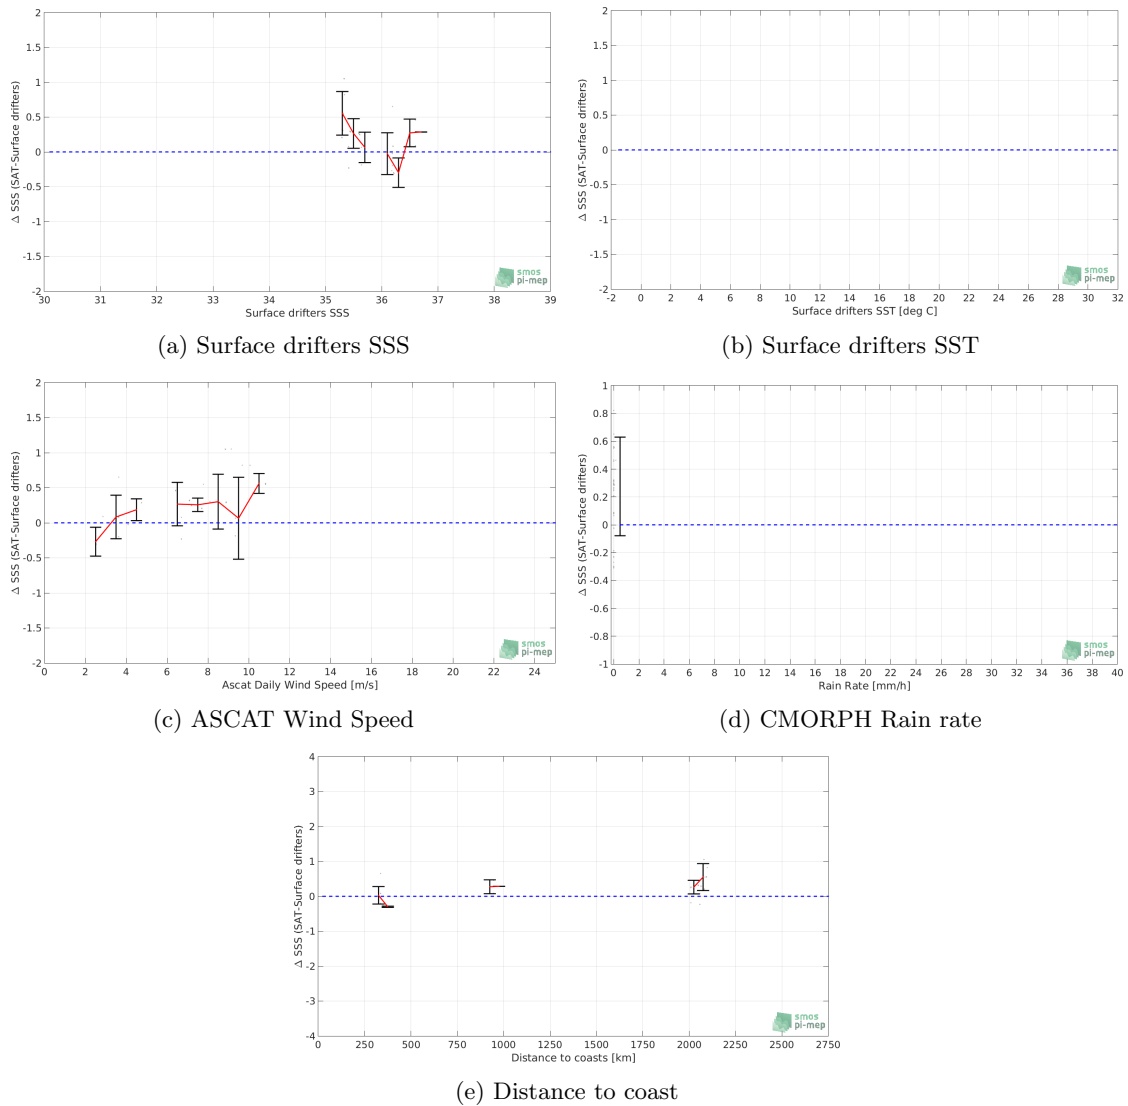 2
1.5
1
0.5
0
-0.5
-1
-1.5
-2
Δ SSS (SAT-Surface drifters)
30 31 32 33 34 35 36 37 38 39
Surface drifters SSS
smos
pi-mep
(a) Surface drifters SSS
2
1.5
1
0.5
0
-0.5
-1
-1.5
-2
Δ SSS (SAT-Surface drifters)
-2 0 2 4 6 8 10 12 14 16 18 20 22 24 26 28 30 32
Surface drifters SST [deg C]
smos
pi-mep
(b) Surface drifters SST
2
1.5
1
0.5
0
-0.5
-1
-1.5
-2
Δ SSS (SAT-Surface drifters)
0 2 4 6 8 10 12 14 16 18 20 22 24
Ascat Daily Wind Speed [m/s]
smos
pi-mep
(c) ASCAT Wind Speed
1
0.8
0.6
0.4
0.2
0
-0.2
-0.4
-0.6
-0.8
-1
Δ SSS (SAT-Surface drifters)
0 2 4 6 8 10 12 14 16 18 20 22 24 26 28 30 32 34 36 38 40
Rain Rate [mm/h]
smos
pi-mep
(d) CMORPH Rain rate
4
3
2
1
0
-1
-2
-3
-4
Δ SSS (SAT-Surface drifters)
0 250 500 750 1000 1250 1500 1750 2000 2250 2500 2750
Distance to coasts [km]
smos
pi-mep
(e) Distance to coast